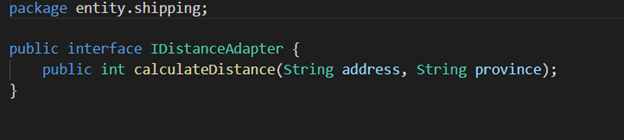 package entity.shipping;
public interface IDistanceAdapter {
public int calculateDistance(String address, String province);
}